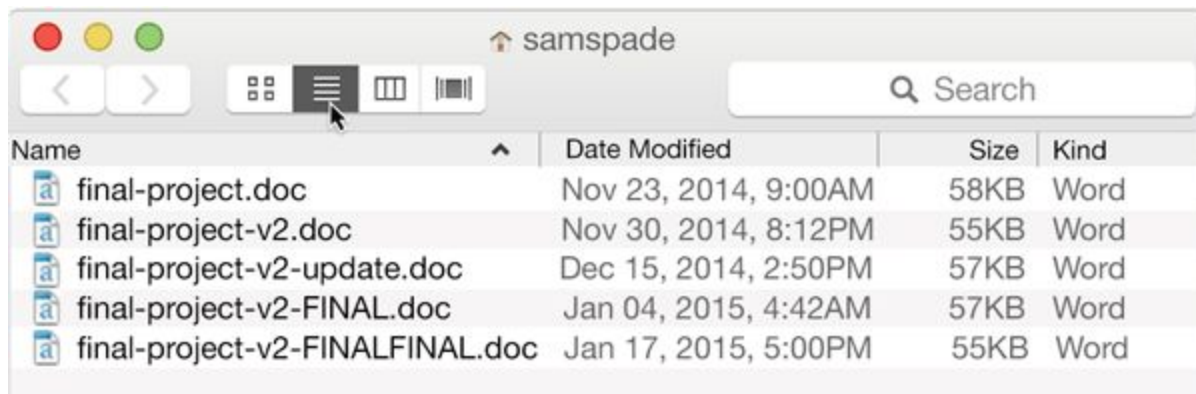 samspade
Search
Name Date Modified Size Kind
final-project.doc Nov 23, 2014, 9:00AM 58KB Word
final-project-v2.doc Nov 30, 2014, 8:12PM 55KB Word
final-project-v2-update.doc Dec 15, 2014, 2:50PM 57KB Word
final-project-v2-FINAL.doc Jan 04, 2015, 4:42AM 57KB Word
final-project-v2-FINALFINAL.doc Jan 17, 2015, 5:00PM 55KB Word